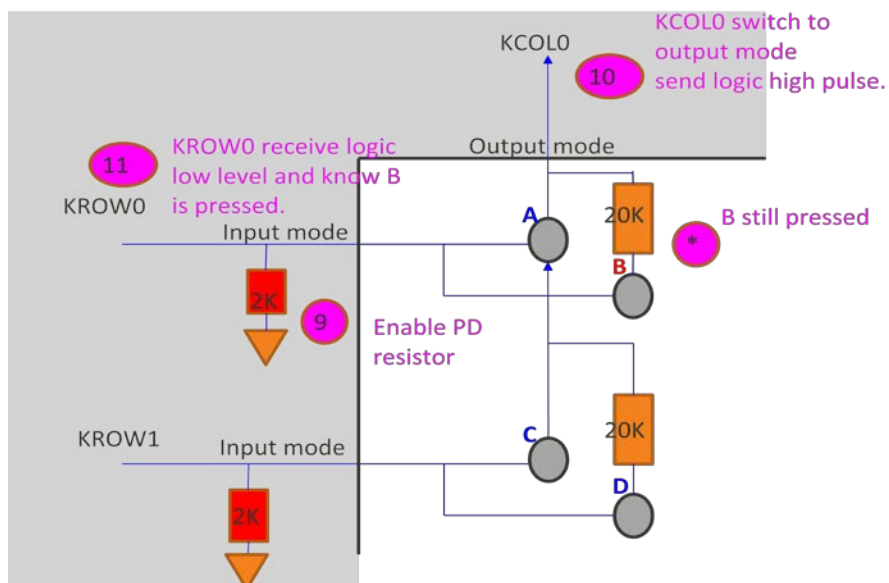 KCOL0 switch to
output mode
send logic high pulse.
KCOL0
10
11
KROW0 receive logic
low level and know B
is pressed.
Output mode
KROW0
Input mode
A
20K
B still pressed
*
B
2K
9
Enable PD
resistor
KROW1
Input mode
C
20K
D
2K